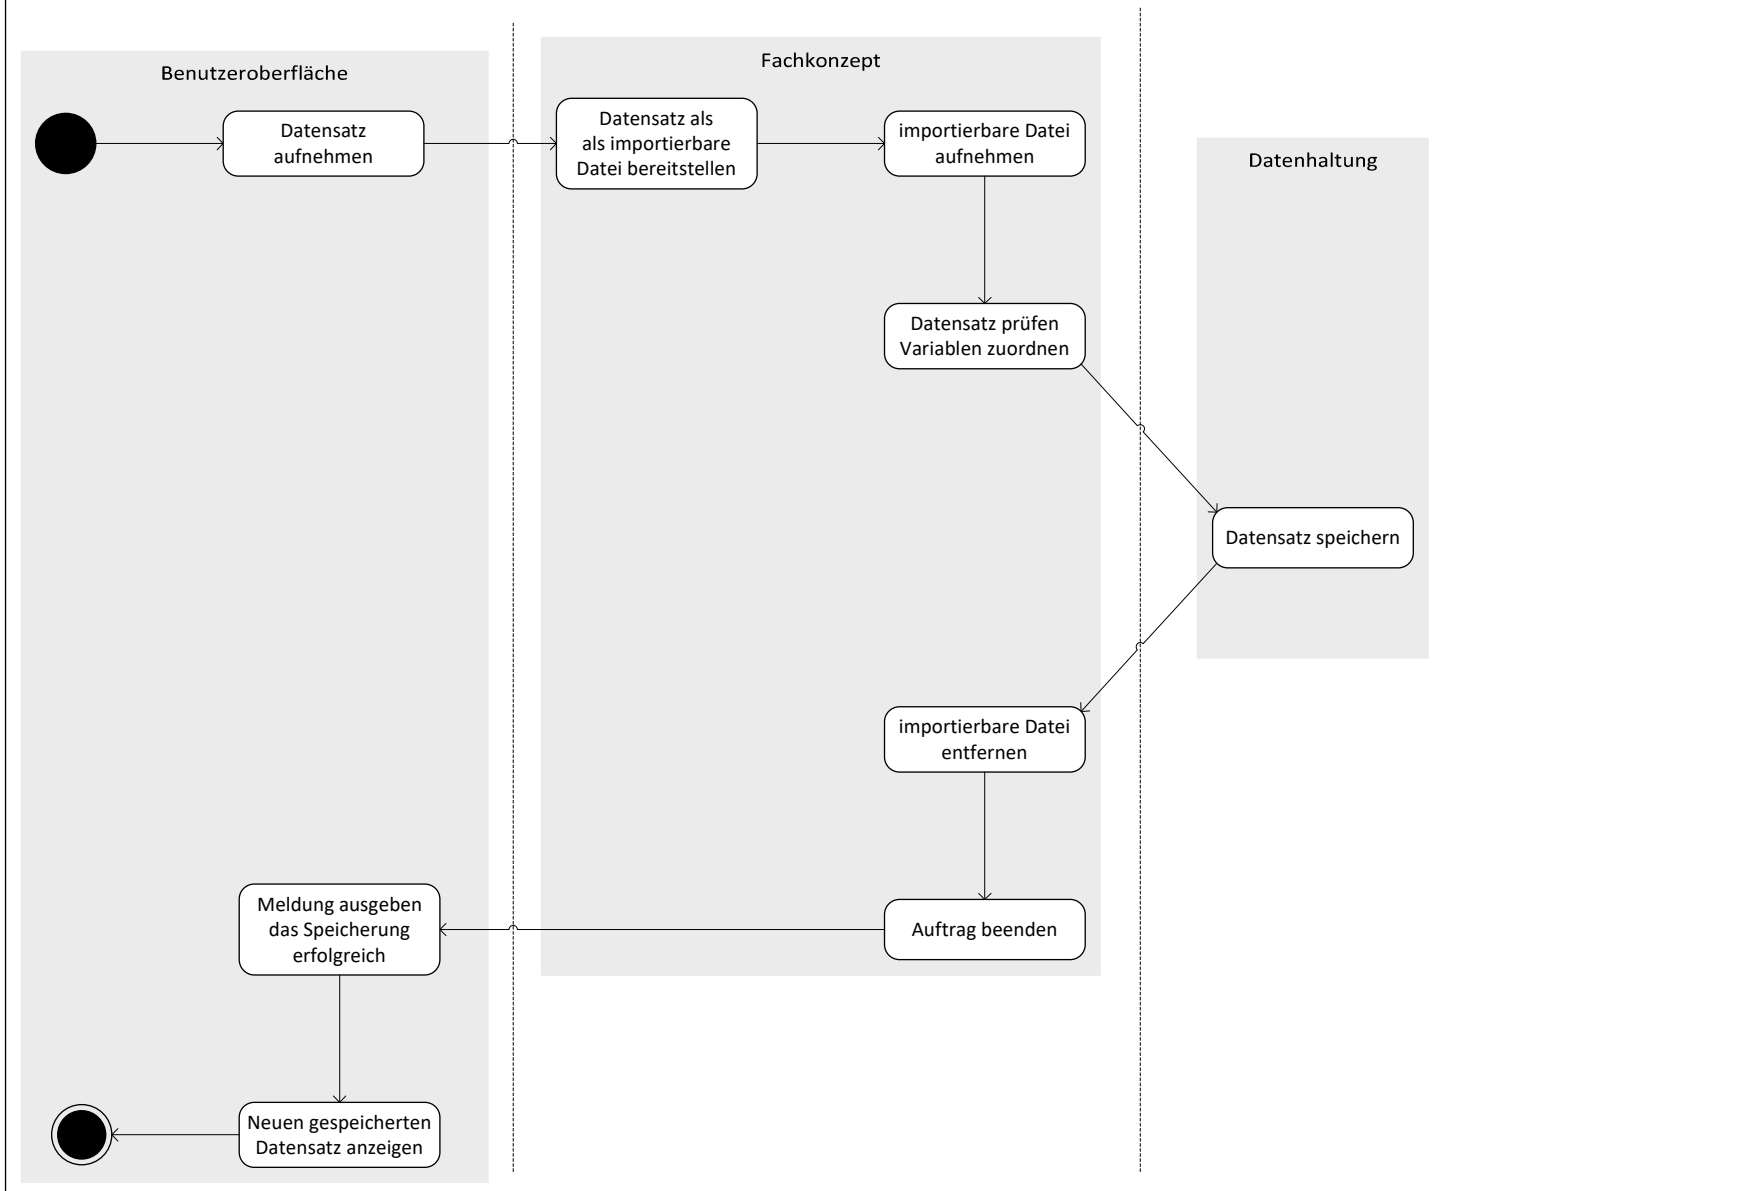 Benutzeroberfläche
Fachkonzept
Datenhaltung
Datensatz
aufnehmen
Datensatz als
als importierbare
Datei bereitstellen
importierbare Datei
aufnehmen
Datensatz prüfen
Variablen zuordnen
Datensatz speichern
importierbare Datei
entfernen
Auftrag beenden
Meldung ausgeben
das Speicherung
erfolgreich
Neuen gespeicherten
Datensatz anzeigen